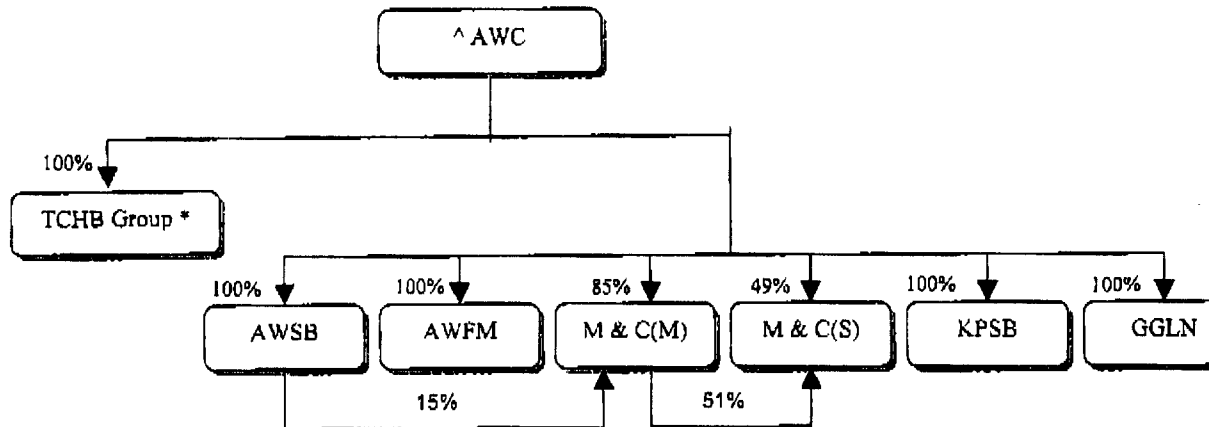 ^ AWC
100%
TCHB Group *
100% 100% 85% 49% 100% 100%
AWSB AWFM M & C(M) M & C(S) KPSB GGLN
15% 51%